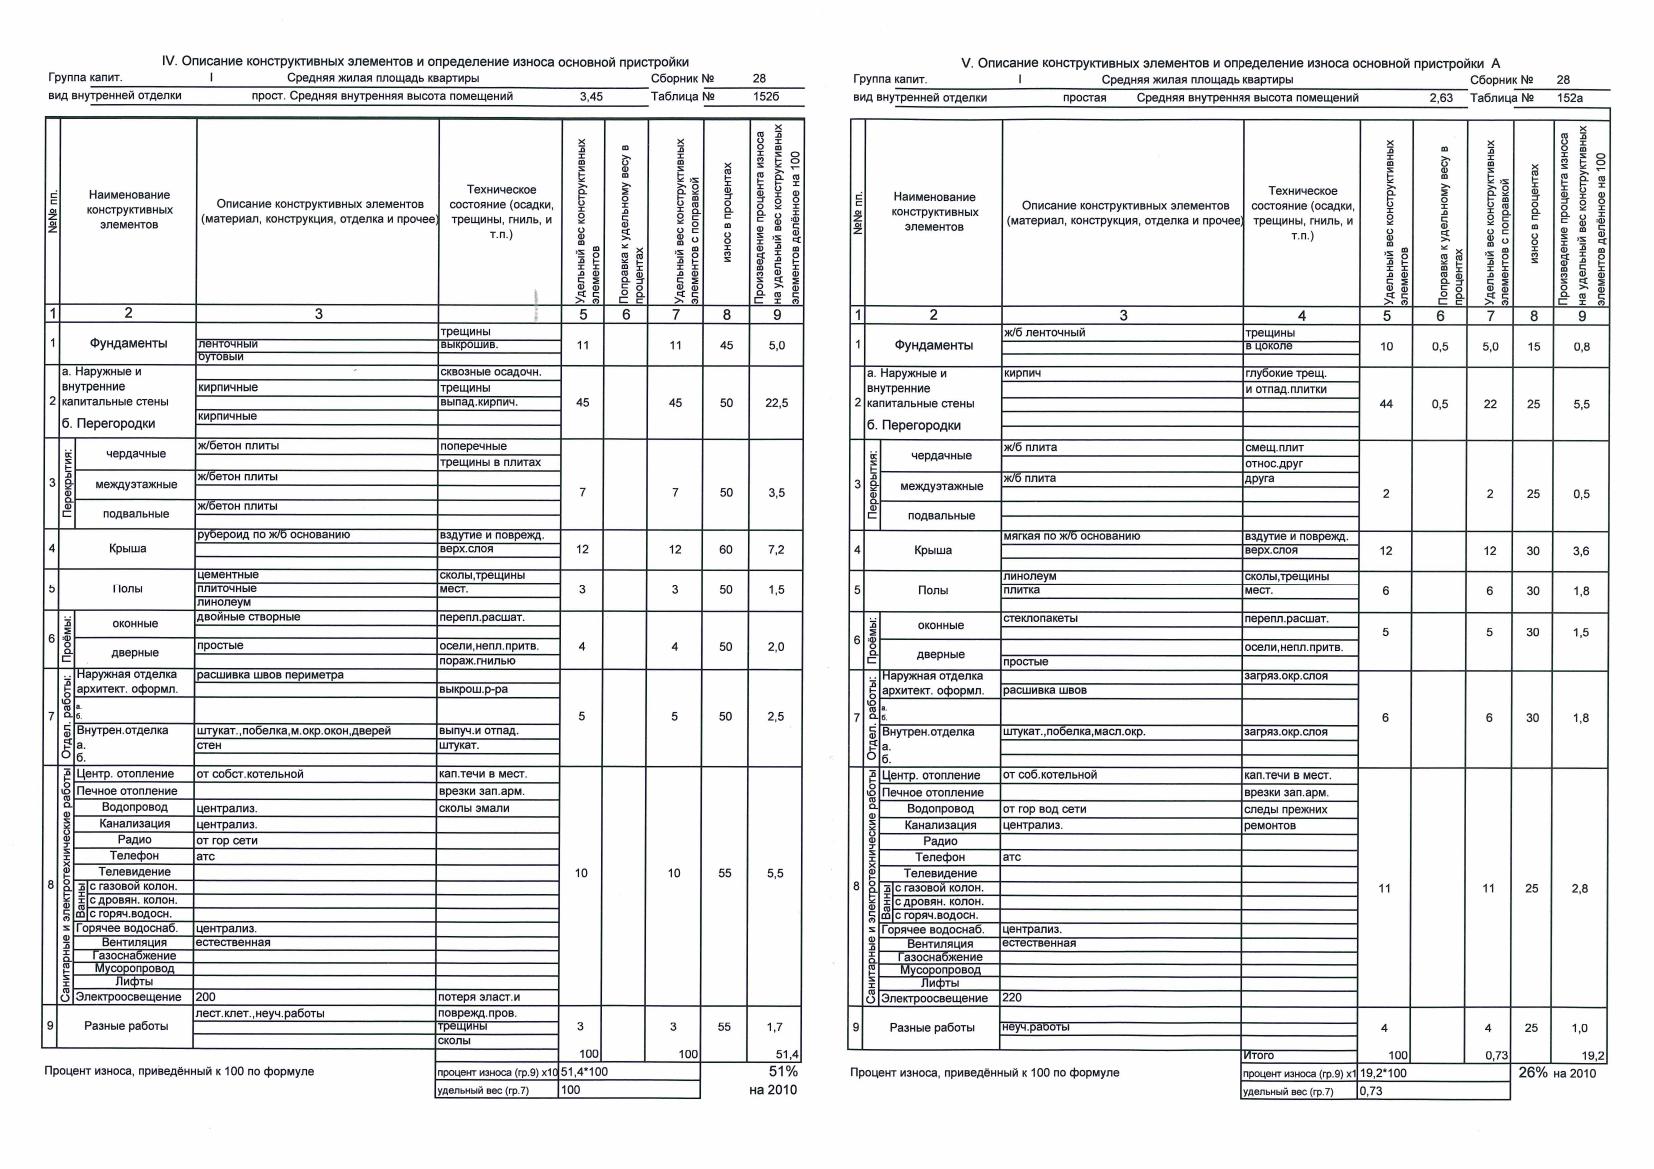 IV. Описание конструктивных элементов и определение износа основной пристройки
Группа капит. I Средняя жилая площадь квартиры Сборник № 28
вид внутренней отделки прост. Средняя внутренняя высота помещений 3,45 Таблица № 152б
№№ пп.
Наименование конструктивных элементов
Описание конструктивных элементов (материал, конструкция, отделка и прочее)
Техническое состояние (осадки, трещины, гниль, и т.п.)
Удельный вес конструктивных элементов
Поправка к удельному весу в процентах
Удельный вес конструктивных элементов с поправкой
износ в процентах
Произведение процента износа на удельный вес конструктивных элементов делённое на 100
1 2 3 5 6 7 8 9
1 Фундаменты ленточный бутовый трещины выкрошив. 11 11 45 5,0
2 а. Наружные и внутренние капитальные стены кирпичные сквозные осадочн. трещины выпад.кирпич. 45 45 50 22,5
б. Перегородки кирпичные
3 Перекрытия: 7 7 50 3,5
чердачные ж/бетон плиты поперечные трещины в плитах
междуэтажные ж/бетон плиты
подвальные ж/бетон плиты
4 Крыша рубероид по ж/б основанию вздутие и поврежд. верх.слоя 12 12 60 7,2
5 Полы цементные плиточные линолеум сколы,трещины мест. 3 3 50 1,5
6 Проёмы: 4 4 50 2,0
оконные двойные створные перепл.расшат.
дверные простые осели,непл.притв. пораж.гнилью
7 Отдел. работы: 5 5 50 2,5
Наружная отделка архитект. оформл. расшивка швов периметра выкрош.р-ра
а.
б.
Внутрен.отделка штукат.,побелка,м.окр.окон,дверей выпуч.и отпад.
а. стен штукат.
б.
8 Санитарные и электротехнические работы 10 10 55 5,5
Центр. отопление от собст.котельной кап.течи в мест.
Печное отопление врезки зап.арм.
Водопровод централиз. сколы эмали
Канализация централиз.
Радио от гор сети
Телефон атс
Телевидение
Ванны
с газовой колон.
с дровян. колон.
с горяч.водосн.
Горячее водоснаб. централиз.
Вентиляция естественная
Газоснабжение
Мусоропровод
Лифты
Электроосвещение 200 потеря эласт.и
9 Разные работы лест.клет.,неуч.работы поврежд.пров. трещины сколы 3 3 55 1,7
100 100 51,4
Процент износа, приведённый к 100 по формуле процент износа (гр.9) х10 51,4*100 51%
удельный вес (гр.7) 100 на 2010
V. Описание конструктивных элементов и определение износа основной пристройки А
Группа капит. I Средняя жилая площадь квартиры Сборник № 28
вид внутренней отделки простая Средняя внутренняя высота помещений 2,63 Таблица № 152а
№№ пп.
Наименование конструктивных элементов
Описание конструктивных элементов (материал, конструкция, отделка и прочее)
Техническое состояние (осадки, трещины, гниль, и т.п.)
Удельный вес конструктивных элементов
Поправка к удельному весу в процентах
Удельный вес конструктивных элементов с поправкой
износ в процентах
Произведение процента износа на удельный вес конструктивных элементов делённое на 100
1 2 3 4 5 6 7 8 9
1 Фундаменты ж/б ленточный трещины в цоколе 10 0,5 5,0 15 0,8
2 а. Наружные и внутренние капитальные стены кирпич глубокие трещ. и отпад.плитки 44 0,5 22 25 5,5
б. Перегородки
3 Перекрытия: 2 2 25 0,5
чердачные ж/б плита смещ.плит относ.друг
междуэтажные ж/б плита друга
подвальные
4 Крыша мягкая по ж/б основанию вздутие и поврежд. верх.слоя 12 12 30 3,6
5 Полы линолеум плитка сколы,трещины мест. 6 6 30 1,8
6 Проёмы: 5 5 30 1,5
оконные стеклопакеты перепл.расшат.
дверные простые осели,непл.притв.
7 Отдел. работы: 6 6 30 1,8
Наружная отделка архитект. оформл. расшивка швов загряз.окр.слоя
а.
б.
Внутрен.отделка штукат.,побелка,масл.окр. загряз.окр.слоя
а.
б.
8 Санитарные и электротехнические работы 11 11 25 2,8
Центр. отопление от соб.котельной кап.течи в мест.
Печное отопление врезки зап.арм.
Водопровод от гор вод сети следы прежних
Канализация централиз. ремонтов
Радио
Телефон атс
Телевидение
Ванны
с газовой колон.
с дровян. колон.
с горяч.водосн.
Горячее водоснаб. централиз.
Вентиляция естественная
Газоснабжение
Мусоропровод
Лифты
Электроосвещение 220
9 Разные работы неуч.работы 4 4 25 1,0
Итого 100 0,73 19,2
Процент износа, приведённый к 100 по формуле процент износа (гр.9) х1 19,2*100 26% на 2010
удельный вес (гр.7) 0,73